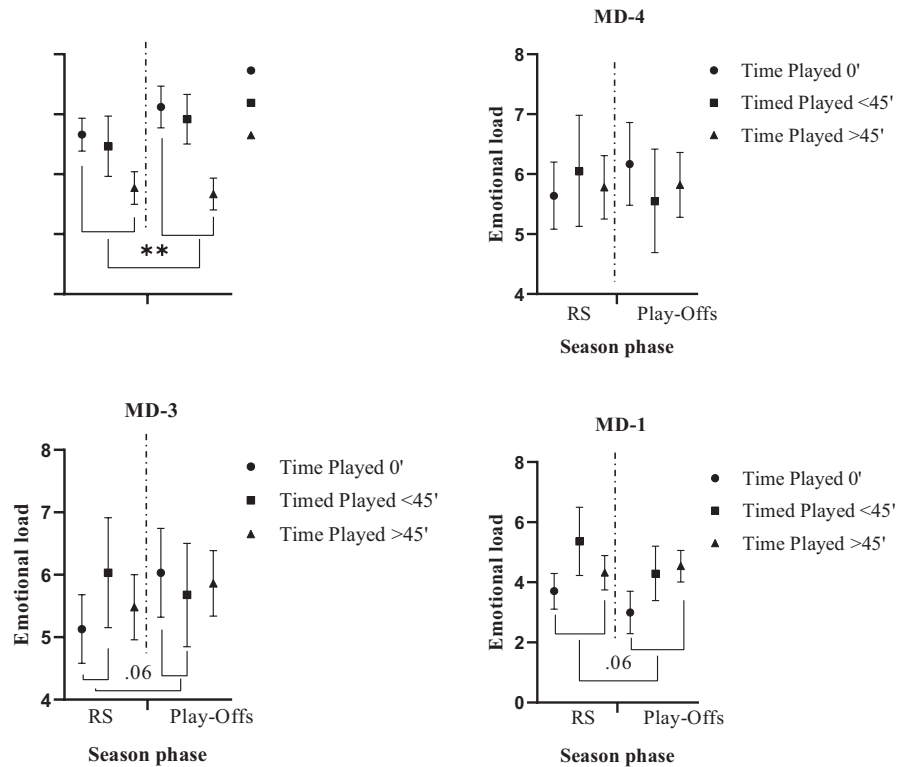 **
MD-4
8
7
6
5
4
Emotional load
RS Play-Offs
Season phase
Time Played 0'
Timed Played <45'
Time Played >45'
MD-3
8
7
6
5
4
Emotional load
.06
RS Play-Offs
Season phase
Time Played 0'
Timed Played <45'
Time Played >45'
MD-1
8
6
4
2
0
Emotional load
.06
RS Play-Offs
Season phase
Time Played 0'
Timed Played <45'
Time Played >45'